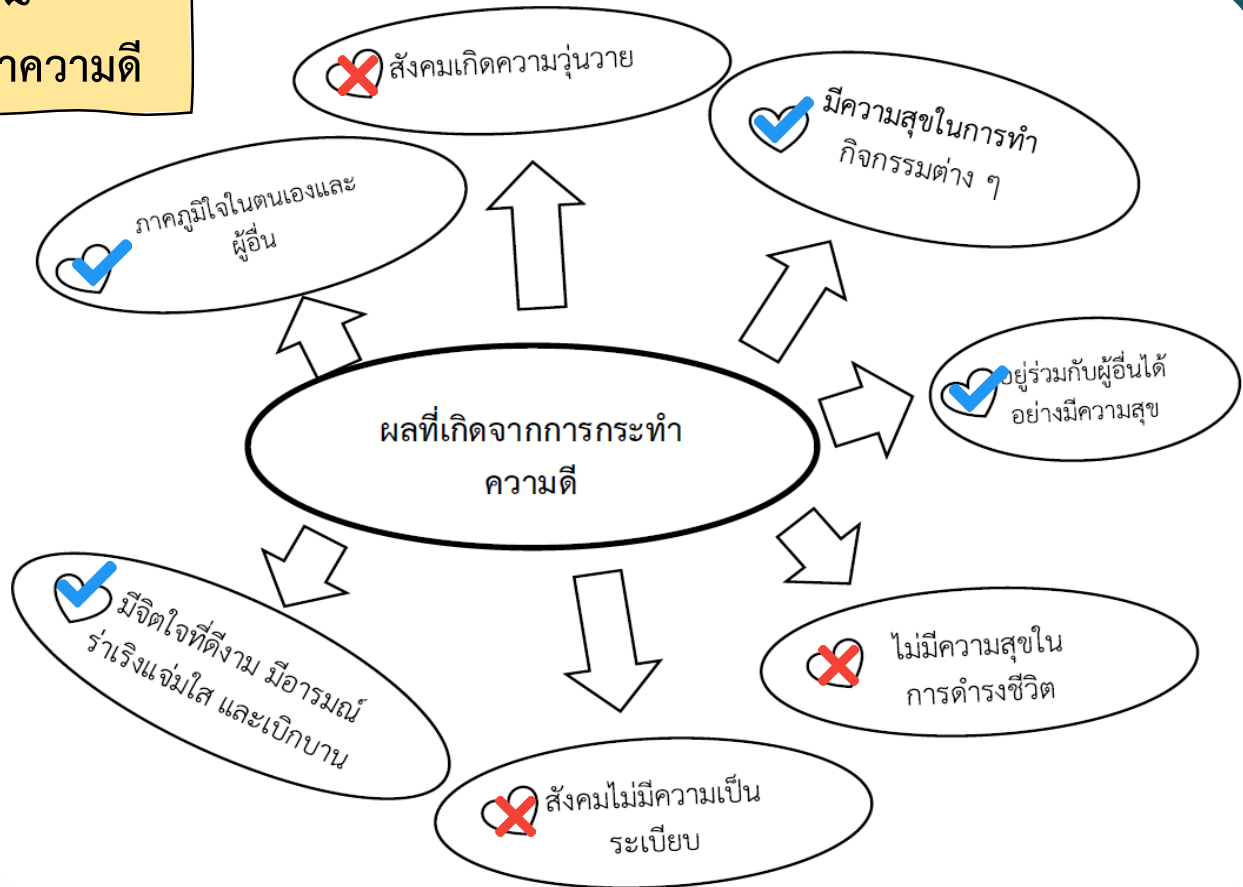 าความดี
สังคมเกิดความวุ่นวาย
มีความสุขในการทำ
กิจกรรมต่าง ๆ
ภาคภูมิใจในตนเองและ
ผู้อื่น
อยู่ร่วมกับผู้อื่นได้
อย่างมีความสุข
ผลที่เกิดจากการกระทำ
ความดี
มีจิตใจที่ดีงาม มีอารมณ์
ร่าเริงแจ่มใส และเบิกบาน
ไม่มีความสุขใน
การดำรงชีวิต
สังคมไม่มีความเป็น
ระเบียบ